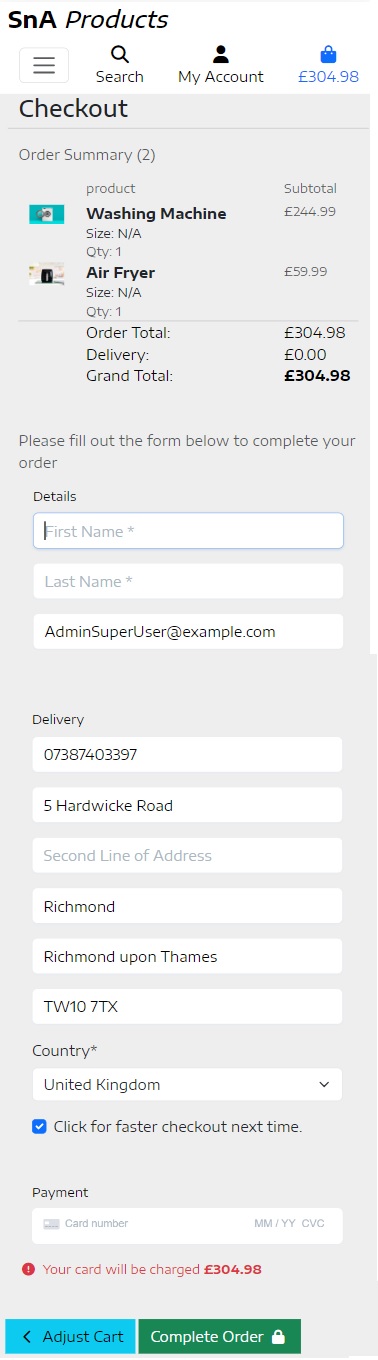 SnA Products
Search
My Account
£304.98
Checkout
Order Summary (2)
product Subtotal
Washing Machine £244.99
Size: N/A
Qty: 1
Air Fryer £59.99
Size: N/A
Qty: 1
Order Total: £304.98
Delivery: £0.00
Grand Total: £304.98
Please fill out the form below to complete your
order
Details
First Name *
Last Name *
AdminSuperUser@example.com
Delivery
07387403397
5 Hardwicke Road
Second Line of Address
Richmond
Richmond upon Thames
TW10 7TX
Country*
United Kingdom
Click for faster checkout next time.
Payment
Card number MM / YY CVC
Your card will be charged £304.98
Adjust Cart Complete Order